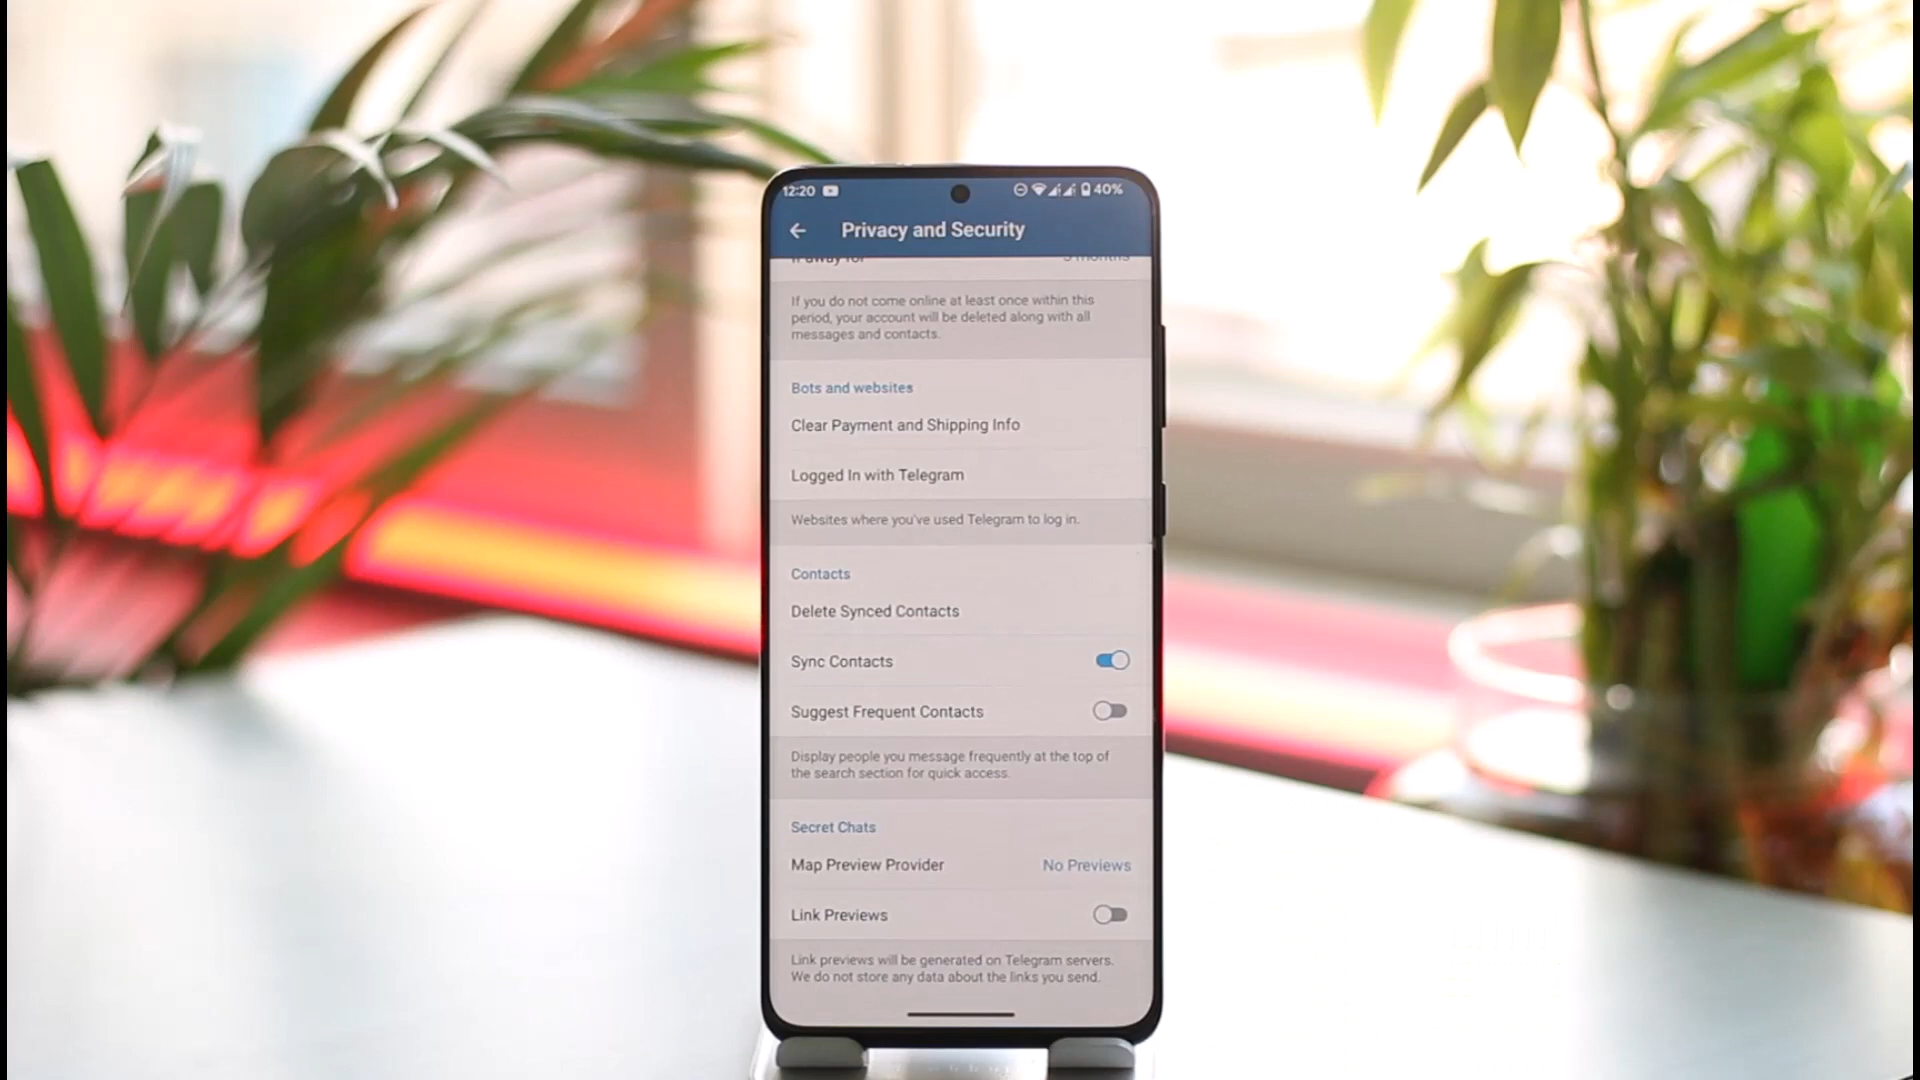 12:20 40%
Privacy and Security
If away for 3 months
If you do not come online at least once within this
period, your account will be deleted along with all
messages and contacts.
Bots and websites
Clear Payment and Shipping Info
Logged In with Telegram
Websites where you've used Telegram to log in.
Contacts
Delete Synced Contacts
Sync Contacts
Suggest Frequent Contacts
Display people you message frequently at the top of
the search section for quick access.
Secret Chats
Map Preview Provider No Previews
Link Previews
Link previews will be generated on Telegram servers.
We do not store any data about the links you send.